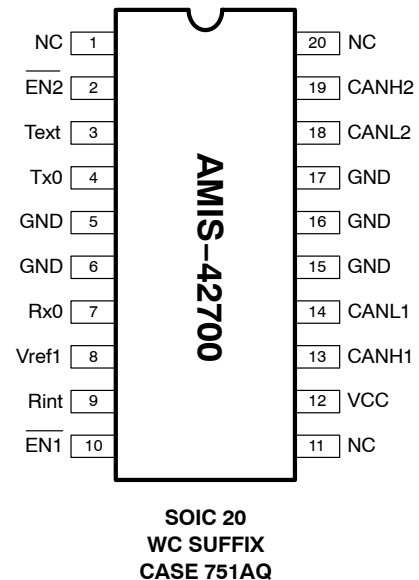 NC 1
EN2 2
Text 3
Tx0 4
GND 5
GND 6
Rx0 7
Vref1 8
Rint 9
EN1 10
AMIS–42700
20 NC
19 CANH2
18 CANL2
17 GND
16 GND
15 GND
14 CANL1
13 CANH1
12 VCC
11 NC
SOIC 20
WC SUFFIX
CASE 751AQ